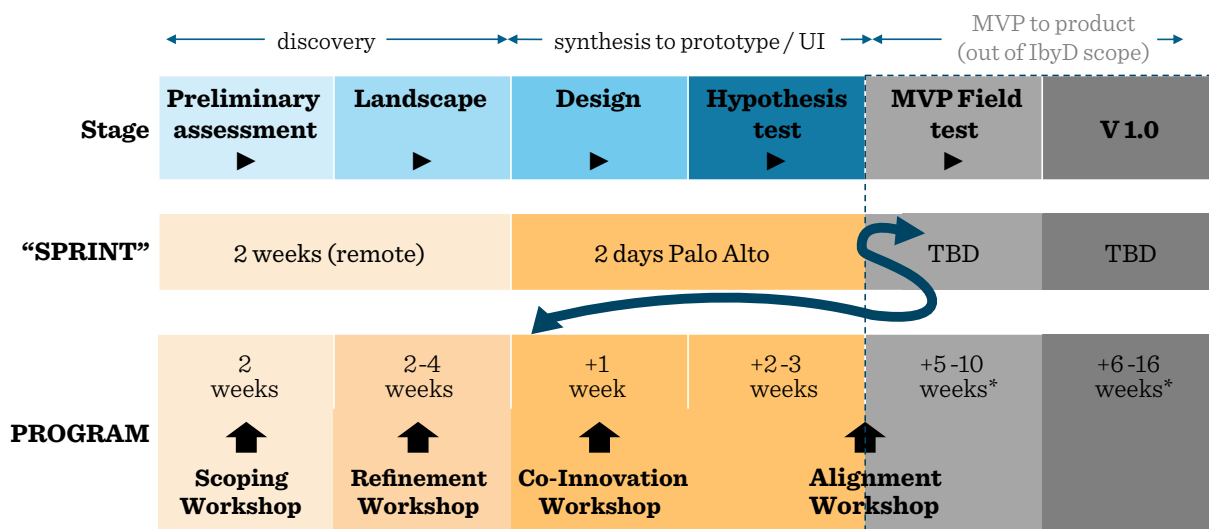 discovery
synthesis to prototype / UI
MVP to product
(out of IbyD scope)
Stage
Preliminary
assessment
Landscape
Design
Hypothesis
test
MVP Field
test
V 1.0
“SPRINT”
2 weeks (remote)
2 days Palo Alto
TBD
TBD
PROGRAM
2
weeks
2-4
weeks
+1
week
+2-3
weeks
+5-10
weeks*
+6-16
weeks*
Scoping
Workshop
Refinement
Workshop
Co-Innovation
Workshop
Alignment
Workshop